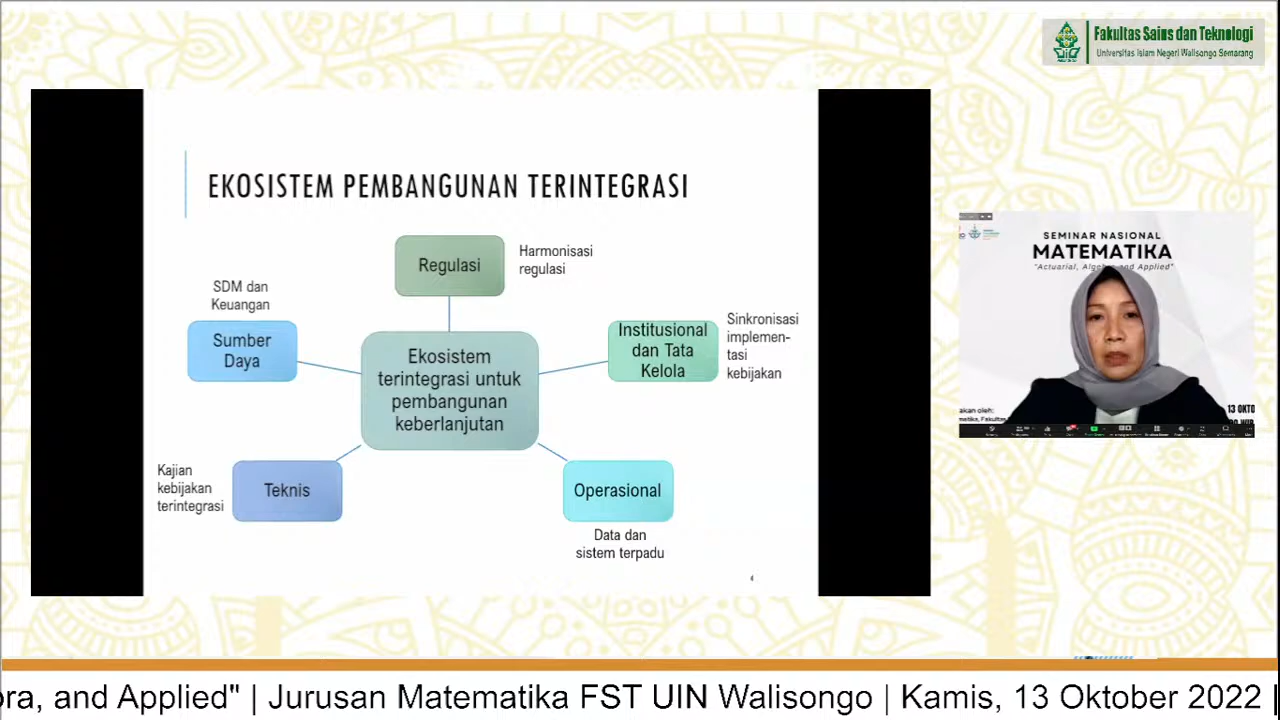 Fakultas Sains dan Teknologi
Universitas Islam Negeri Walisongo Semarang
EKOSISTEM PEMBANGUNAN TERINTEGRASI
Regulasi
Harmonisasi
regulasi
SDM dan
Keuangan
Sumber
Daya
Institusional
dan Tata
Kelola
Sinkronisasi
implemen-
tasi
kebijakan
Ekosistem
terintegrasi untuk
pembangunan
keberlanjutan
Kajian
kebijakan
terintegrasi
Teknis
Operasional
Data dan
sistem terpadu
4
SEMINAR NASIONAL
MATEMATIKA
"Actuarial, and Applied"
akan oleh:
13 OKTO
ora, and Applied" | Jurusan Matematika FST UIN Walisongo | Kamis, 13 Oktober 2022 |